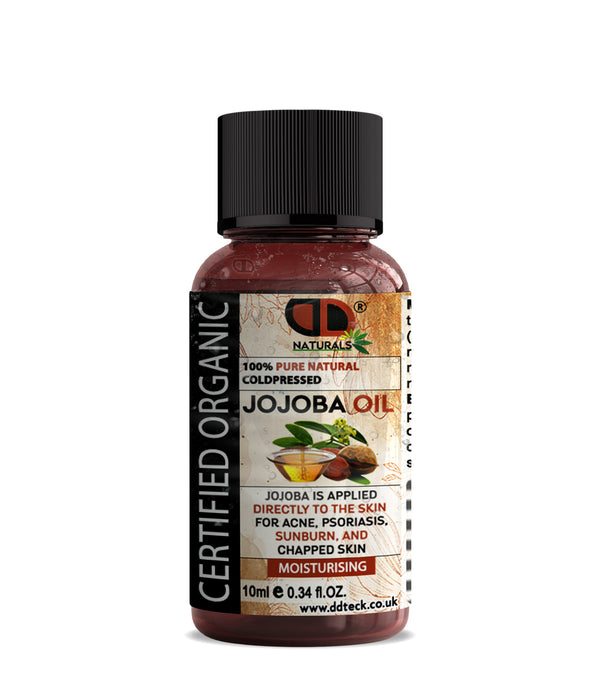 CERTIFIED ORGANIC
DD®
NATURALS
100% PURE NATURAL
COLDPRESSED
JOJOBA OIL
JOJOBA IS APPLIED
DIRECTLY TO THE SKIN
FOR ACNE, PSORIASIS,
SUNBURN, AND
CHAPPED SKIN
MOISTURISING
10ml e 0.34 fl.OZ.
www.ddteck.co.uk